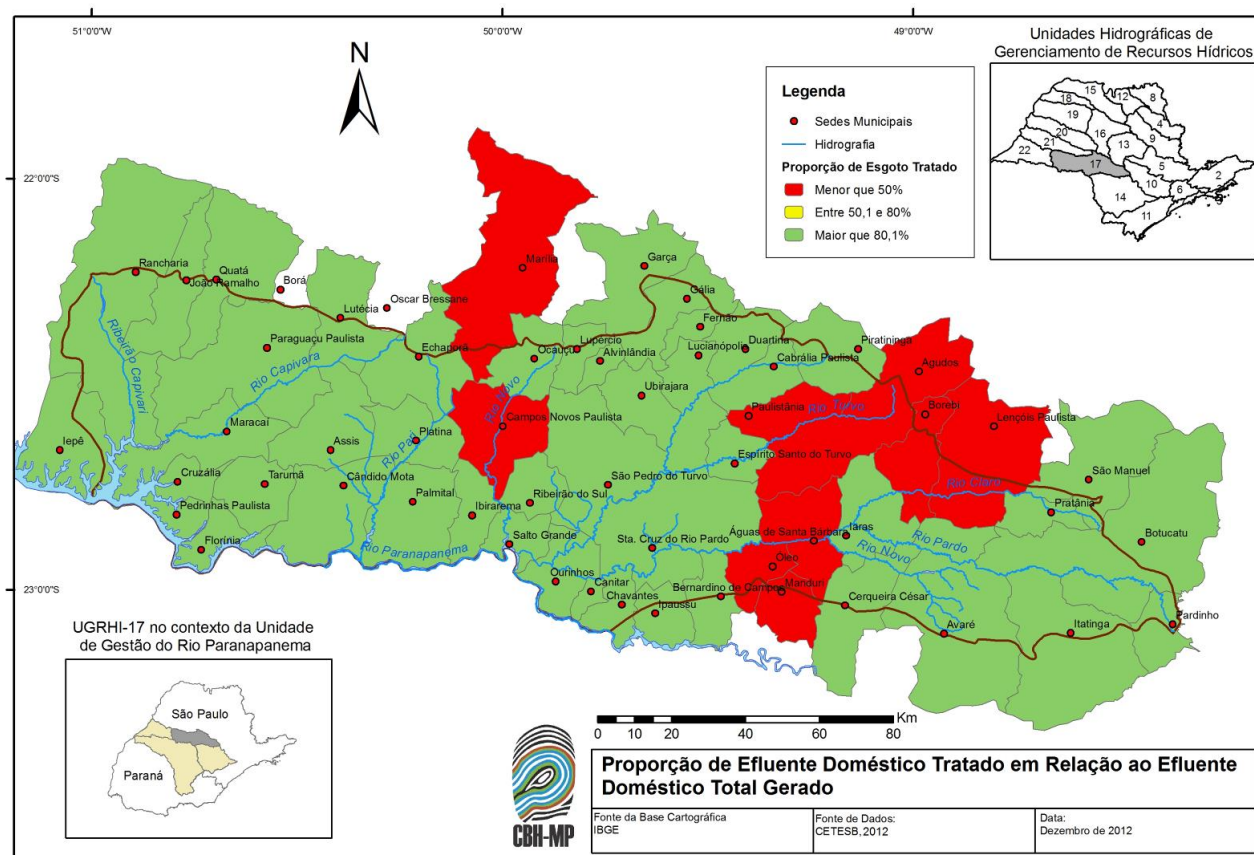 51°0'0"W
50°0'0"W
49°0'0"W
22°0'0"S
23°0'0"S
N
Unidades Hidrográficas de
Gerenciamento de Recursos Hídricos
15
12
8
18
19
4
16
20
13
9
21
22
17
5
2
10
6
14
11
Legenda
Sedes Municipais
Hidrografia
Proporção de Esgoto Tratado
Menor que 50%
Entre 50,1 e 80%
Maior que 80,1%
Rancharia
Quatá
João Ramalho
Borá
Lutécia
Oscar Bressane
Marília
Garça
Gália
Fernão
Paraguaçu Paulista
Echaporã
Ocauçu
Lupércio
Alvinlândia
Lucianópolis
Duartina
Cabrália Paulista
Piratininga
Agudos
Ribeirão Capivari
Rio Capivara
Rio Novo
Ubirajara
Paulistânia
Rio Turvo
Borebi
Lençois Paulista
Campos Novos Paulista
Maracaí
Iepê
Assis
Platina
Rio Pari
Espírito Santo do Turvo
Cruzália
Tarumã
Cândido Mota
São Pedro do Turvo
São Manuel
Rio Claro
Pedrinhas Paulista
Palmital
Ibirarema
Ribeirão do Sul
Pratânia
Florínia
Rio Paranapanema
Salto Grande
Sta. Cruz do Rio Pardo
Águas de Santa Bárbara
Iaras
Rio Pardo
Rio Novo
Botucatu
Ourinhos
Canitar
Chavantes
Ipaussu
Bernardino de Campos
Óleo
Manduri
Cerqueira César
Avaré
Itatinga
Pardinho
UGRHI-17 no contexto da Unidade
de Gestão do Rio Paranapanema
São Paulo
Paraná
Km
0 10 20 40 60 80
CBH-MP
Proporção de Efluente Doméstico Tratado em Relação ao Efluente
Doméstico Total Gerado
Fonte da Base Cartográfica
IBGE
Fonte de Dados:
CETESB, 2012
Data:
Dezembro de 2012